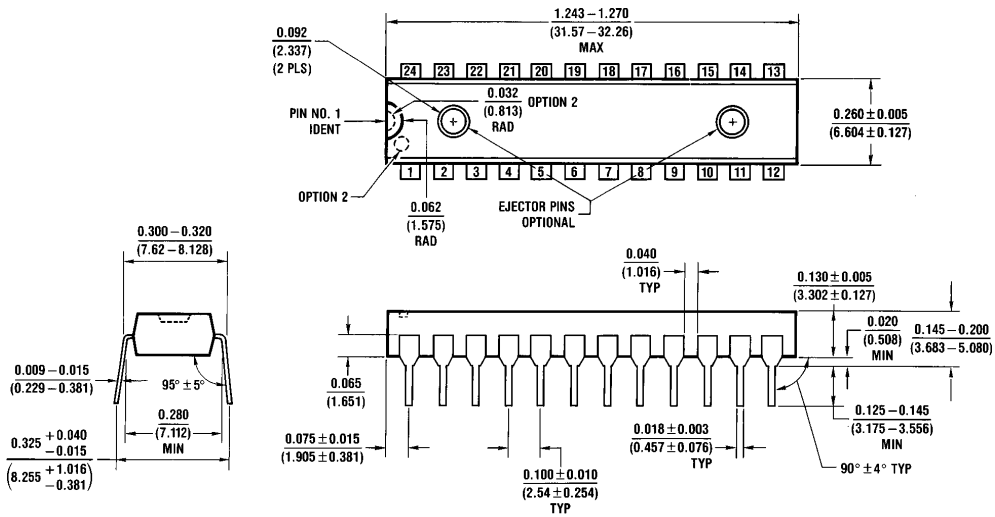 1.243 – 1.270
(31.57 – 32.26)
MAX
0.092
(2.337)
(2 PLS)
24 23 22 21 20 19 18 17 16 15 14 13
0.032
(0.813)
RAD
OPTION 2
PIN NO. 1
IDENT
0.260 ± 0.005
(6.604 ± 0.127)
1 2 3 4 5 6 7 8 9 10 11 12
OPTION 2
0.062
(1.575)
RAD
EJECTOR PINS
OPTIONAL
0.300 – 0.320
(7.62 – 8.128)
95° ± 5°
0.009 – 0.015
(0.229 – 0.381)
0.280
(7.112)
MIN
0.325 +0.040
–0.015
(8.255 +1.016
–0.381)
0.040
(1.016)
TYP
0.130 ± 0.005
(3.302 ± 0.127)
0.020
(0.508)
MIN
0.145 – 0.200
(3.683 – 5.080)
0.065
(1.651)
0.075 ± 0.015
(1.905 ± 0.381)
0.100 ± 0.010
(2.54 ± 0.254)
TYP
0.018 ± 0.003
(0.457 ± 0.076)
TYP
0.125 – 0.145
(3.175 – 3.556)
MIN
90° ± 4° TYP